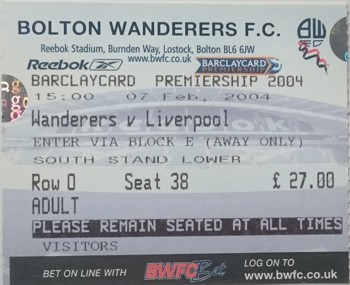 BOLTON WANDERERS F.C.
Reebok Stadium, Burnden Way, Lostock, Bolton BL6 6JW
www.bwfc.co.uk
Reebok BARCLAYCARD PREMIERSHIP
BARCLAYCARD PREMIERSHIP 2004
15:00 07 Feb, 2004
Wanderers v Liverpool
ENTER VIA BLOCK E (AWAY ONLY)
SOUTH STAND LOWER
Row O Seat 38 £ 27.00
ADULT
PLEASE REMAIN SEATED AT ALL TIMES
VISITORS
BET ON LINE WITH BWFC Bet LOG ON TO
www.bwfc.co.uk